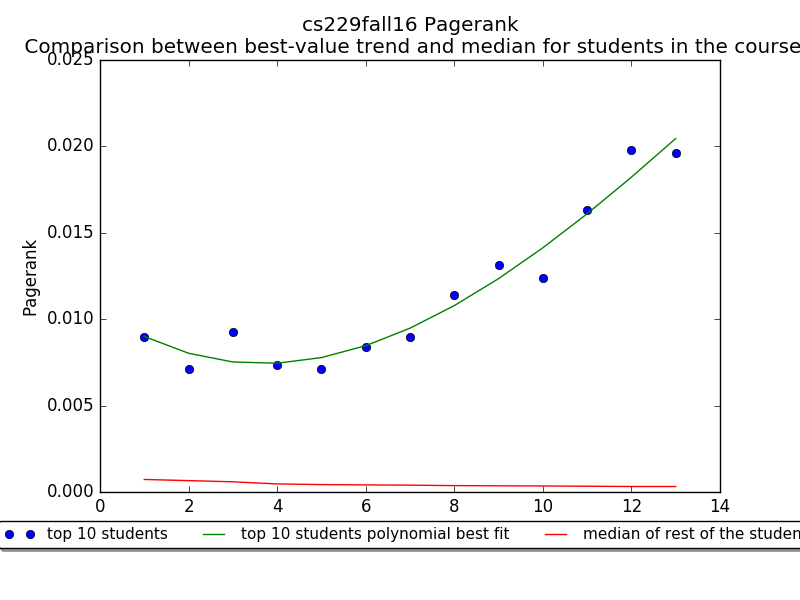 cs229fall16 Pagerank
Comparison between best-value trend and median for students in the course
0.025
0.020
0.015
0.010
0.005
0.000
Pagerank
0 2 4 6 8 10 12 14
top 10 students top 10 students polynomial best fit median of rest of the studen